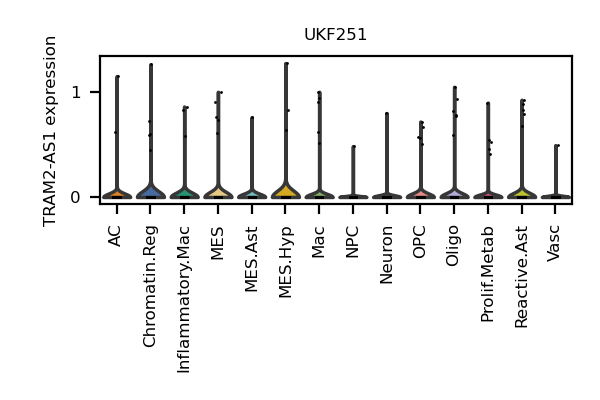 UKF251
TRAM2-AS1 expression
1
0
AC
Chromatin.Reg
Inflammatory.Mac
MES
MES.Ast
MES.Hyp
Mac
NPC
Neuron
OPC
Oligo
Prolif.Metab
Reactive.Ast
Vasc